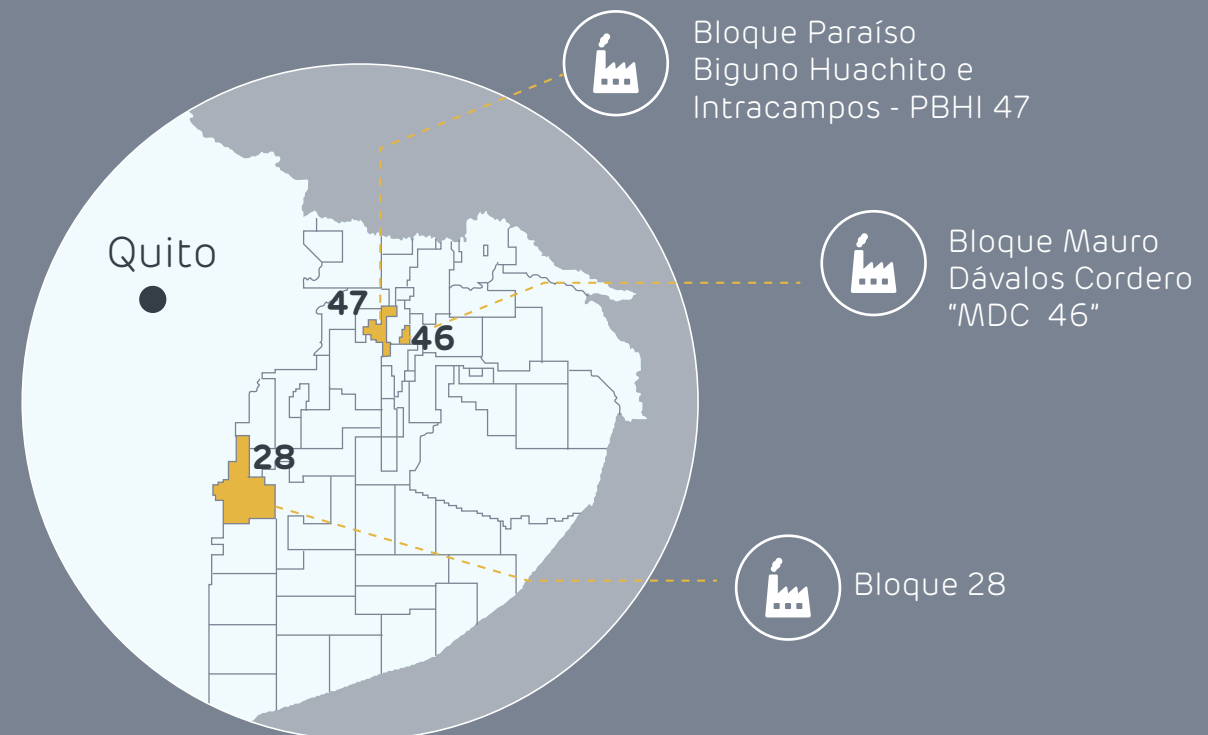 Bloque Paraíso
Biguno Huachito e
Intracampos - PBHI 47
Quito
Bloque Mauro
Dávalos Cordero
"MDC 46"
47
46
28
Bloque 28